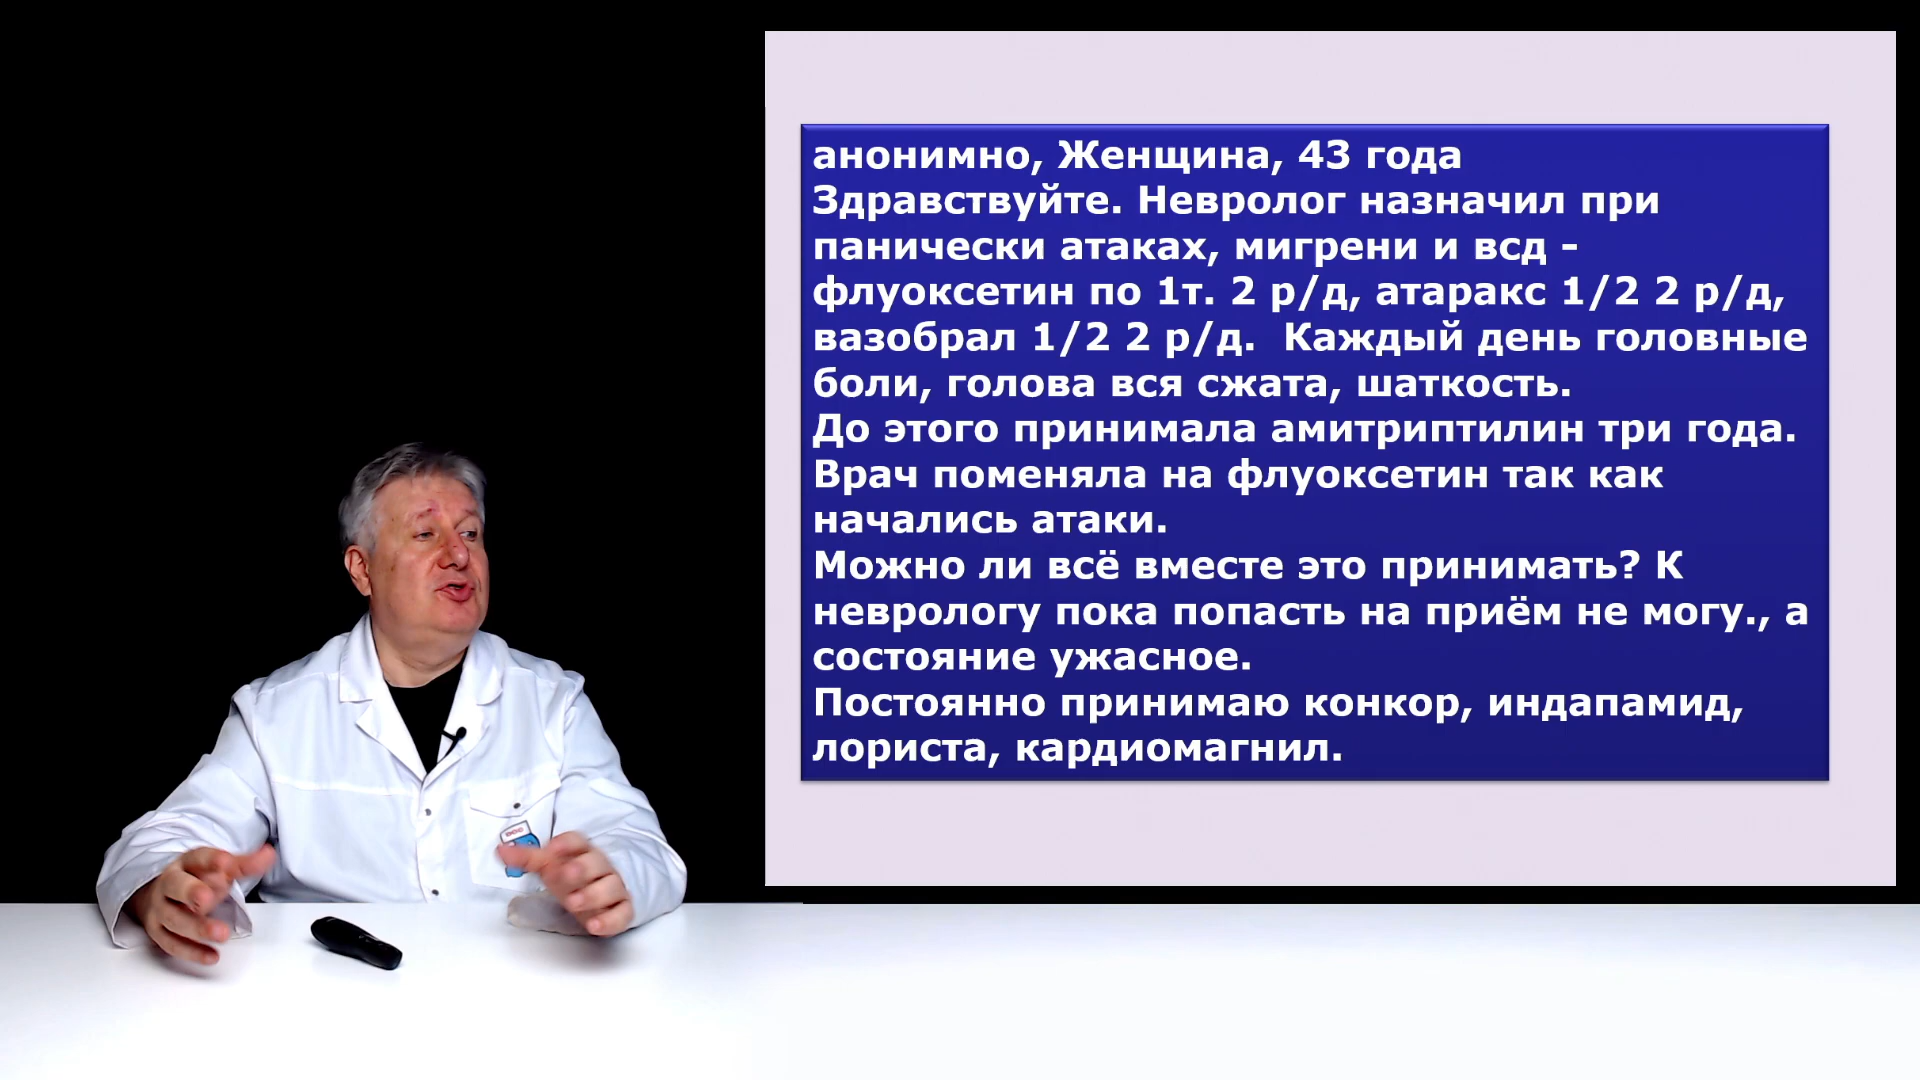 анонимно, Женщина, 43 года
Здравствуйте. Невролог назначил при
панически атаках, мигрени и всд -
флуоксетин по 1т. 2 р/д, атаракс 1/2 2 р/д,
вазобрал 1/2 2 р/д.  Каждый день головные
боли, голова вся сжата, шаткость.
До этого принимала амитриптилин три года.
Врач поменяла на флуоксетин так как
начались атаки.
Можно ли всё вместе это принимать? К
неврологу пока попасть на приём не могу., а
состояние ужасное.
Постоянно принимаю конкор, индапамид,
лориста, кардиомагнил.